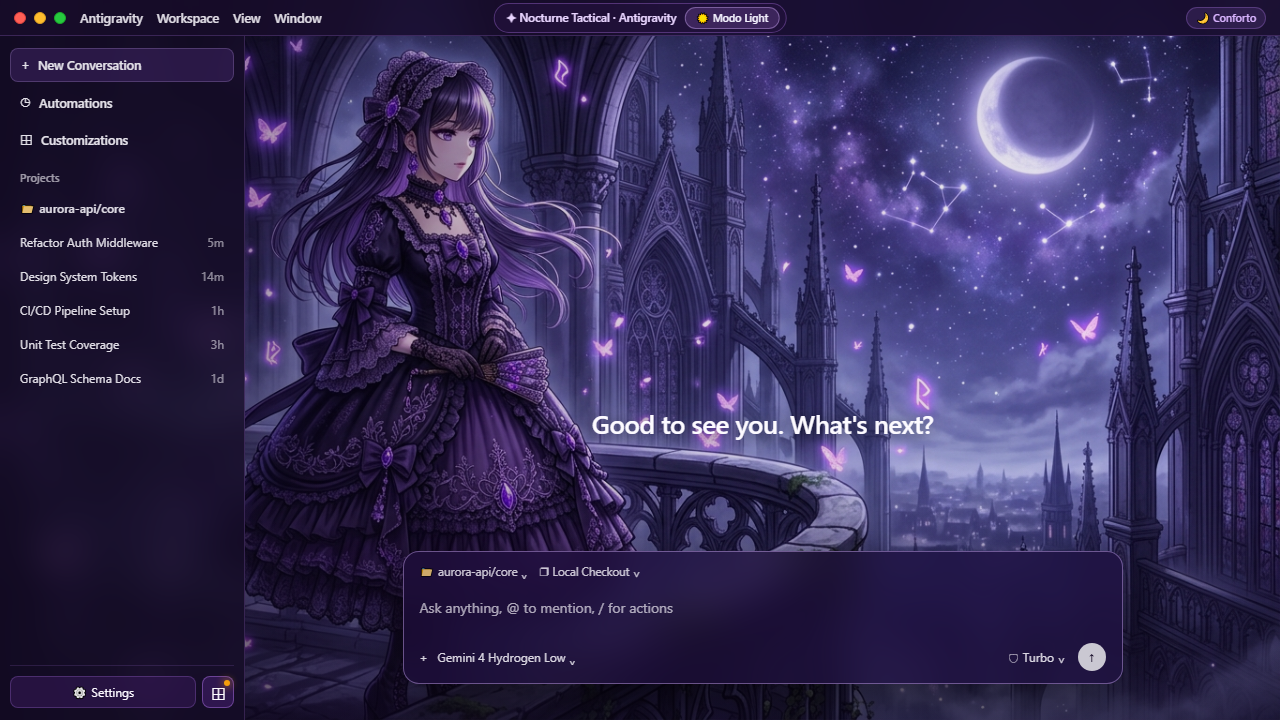 Antigravity Workspace View Window
✦ Nocturne Tactical · Antigravity Modo Light
Conforto
+ New Conversation
Automations
Customizations
Projects
aurora-api/core
Refactor Auth Middleware 5m
Design System Tokens 14m
CI/CD Pipeline Setup 1h
Unit Test Coverage 3h
GraphQL Schema Docs 1d
Settings
Good to see you. What's next?
aurora-api/core Local Checkout
Ask anything, @ to mention, / for actions
+ Gemini 4 Hydrogen Low
Turbo